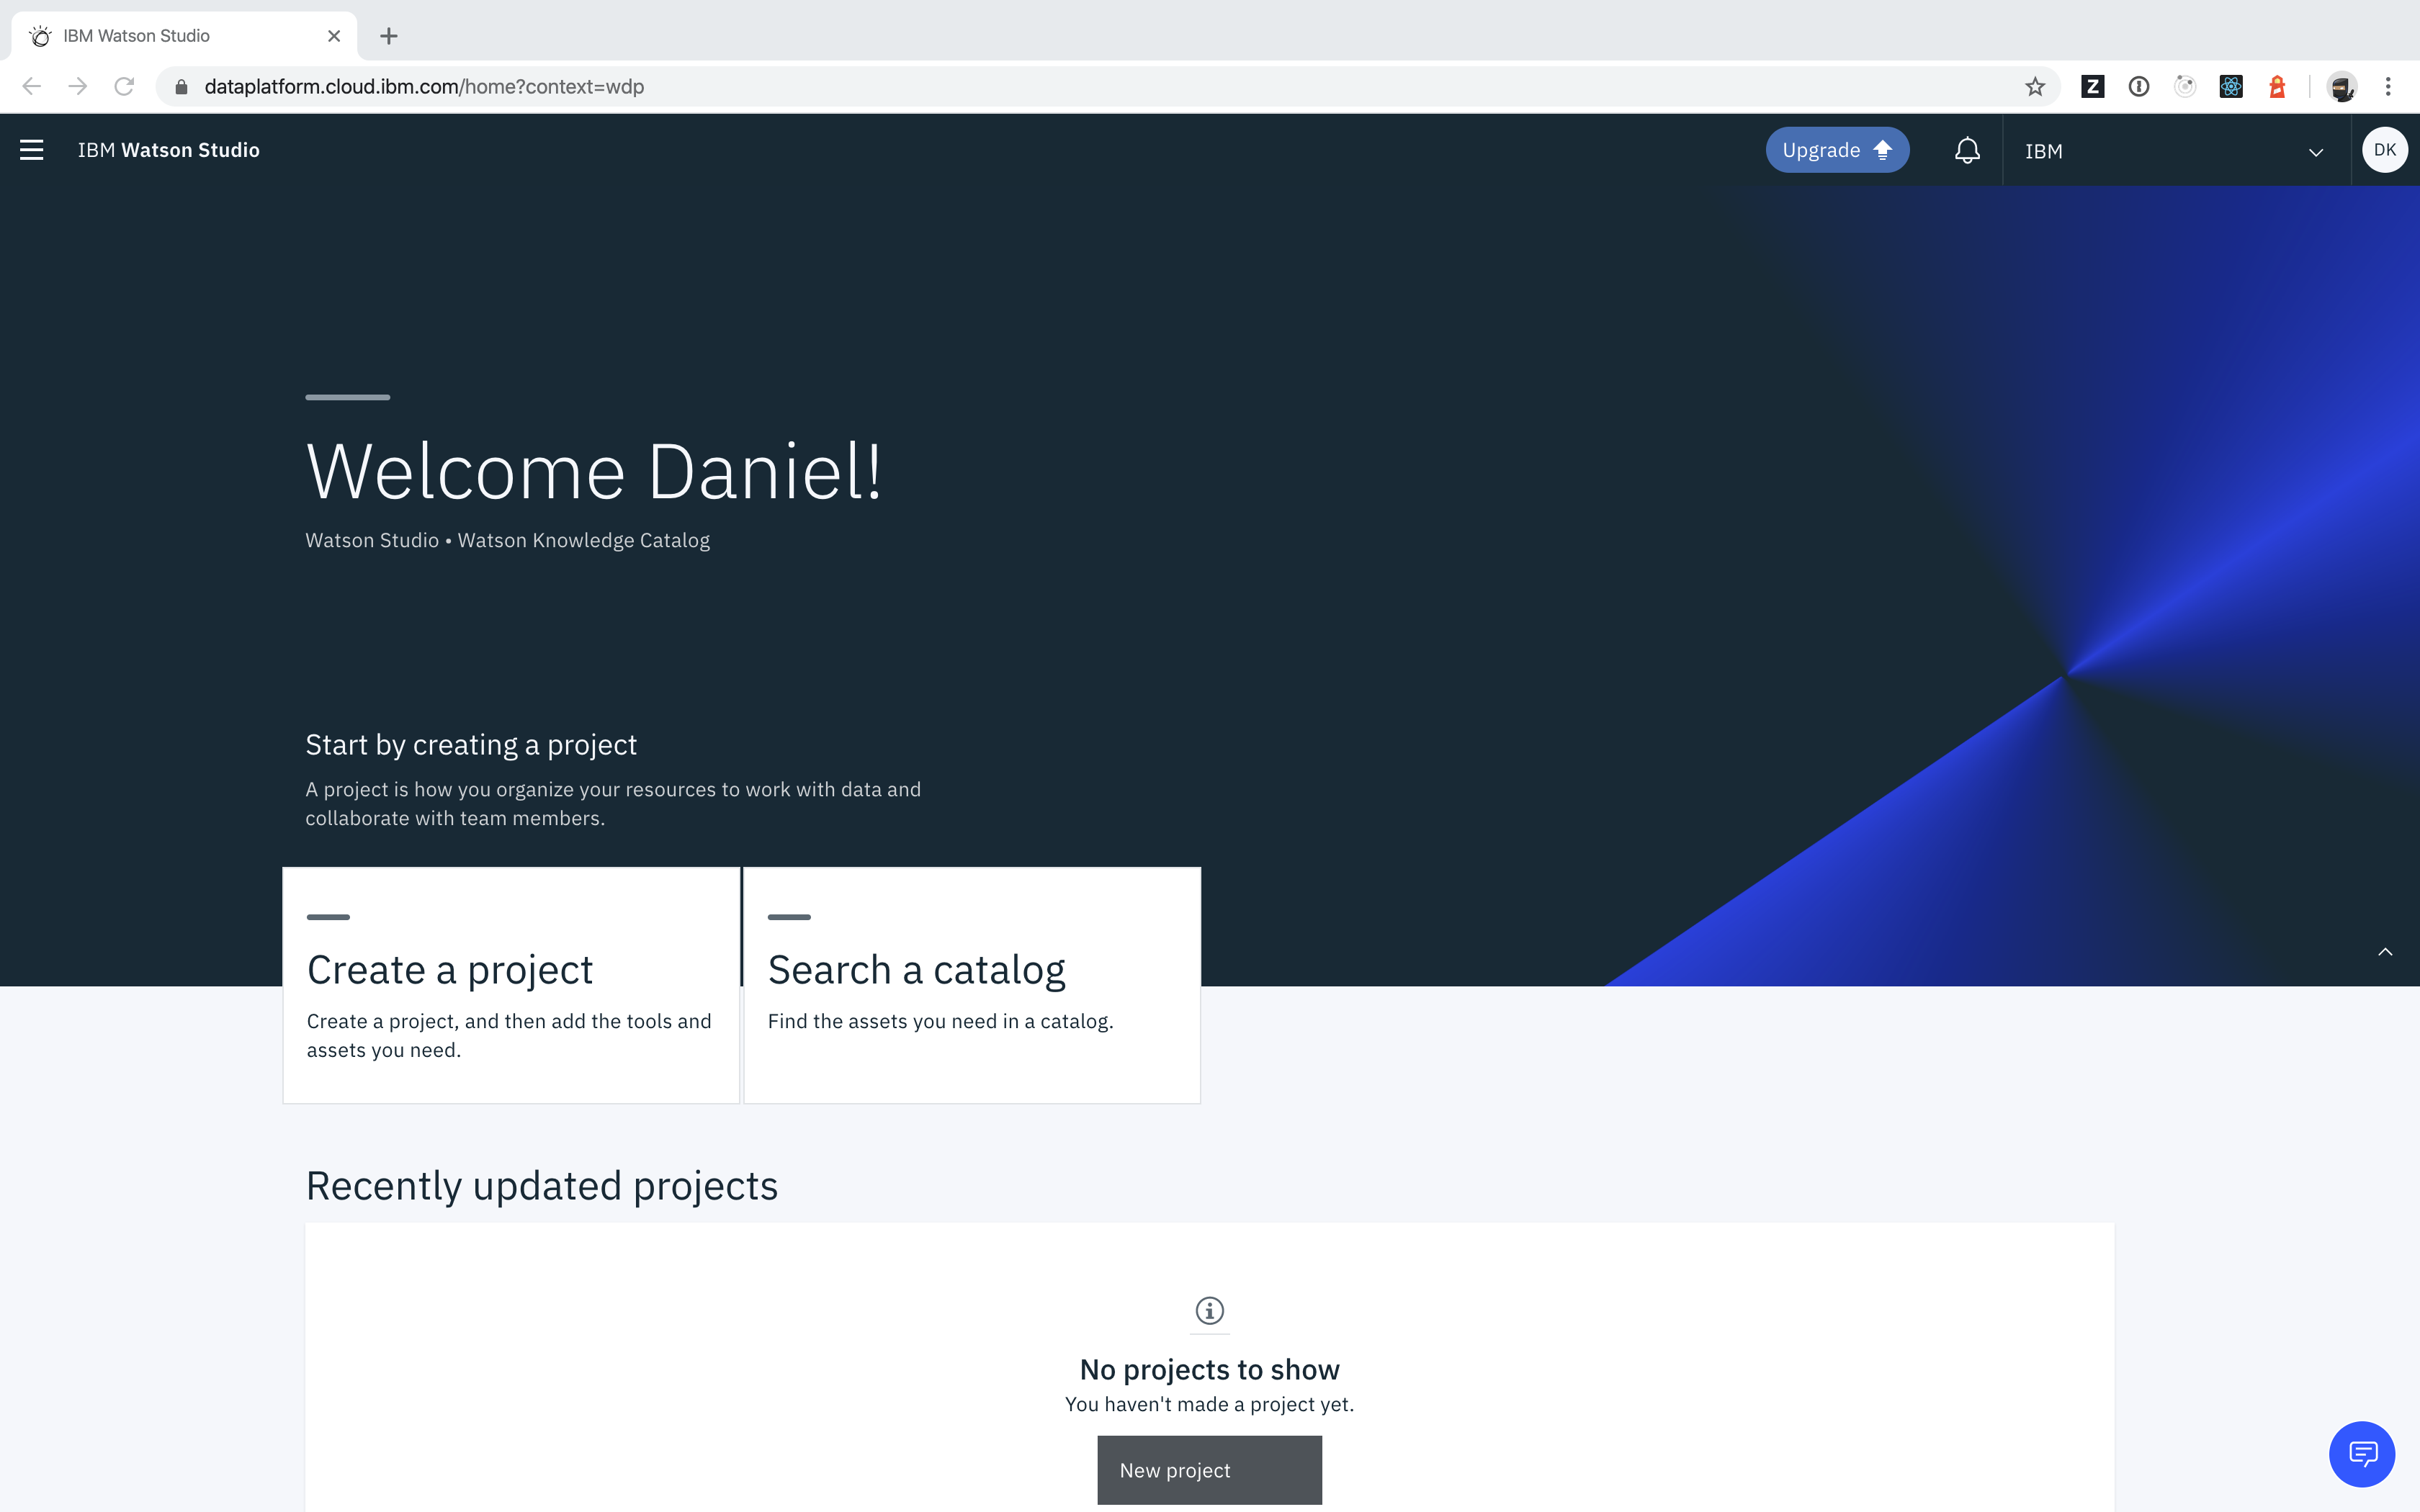 IBM Watson Studio
dataplatform.cloud.ibm.com/home?context=wdp
Z
IBM Watson Studio
Upgrade
IBM
DK
Welcome Daniel!
Watson Studio • Watson Knowledge Catalog
Start by creating a project
A project is how you organize your resources to work with data and
collaborate with team members.
Create a project
Create a project, and then add the tools and
assets you need.
Search a catalog
Find the assets you need in a catalog.
Recently updated projects
No projects to show
You haven't made a project yet.
New project